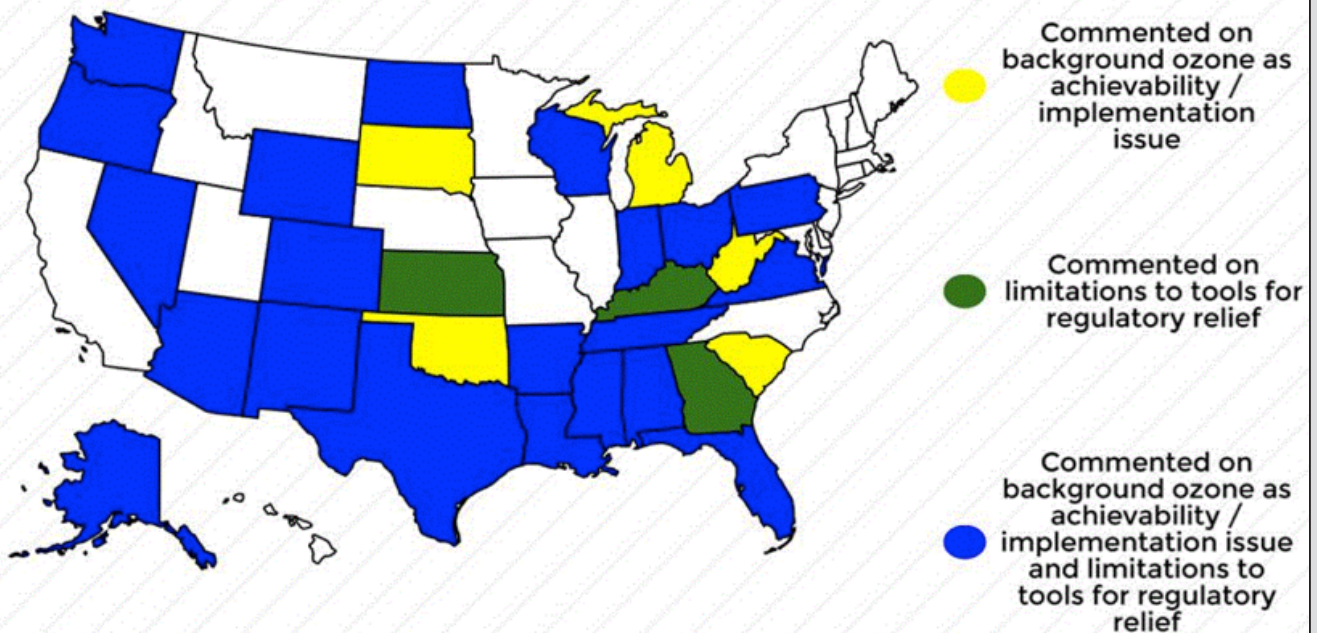 Commented on
background ozone as
achievability /
implementation
issue
Commented on
limitations to tools for
regulatory relief
Commented on
background ozone as
achievability /
implementation issue
and limitations to
tools for regulatory
relief